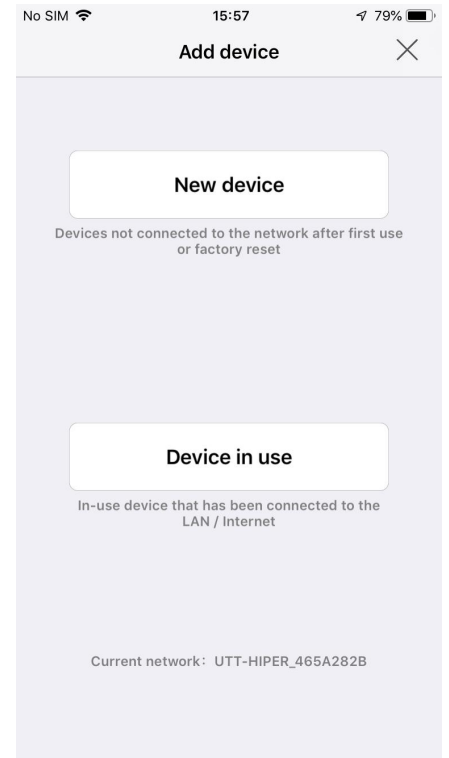 No SIM 15:57 79%
Add device
New device
Devices not connected to the network after first use
or factory reset
Device in use
In-use device that has been connected to the
LAN / Internet
Current network： UTT-HIPER_465A282B